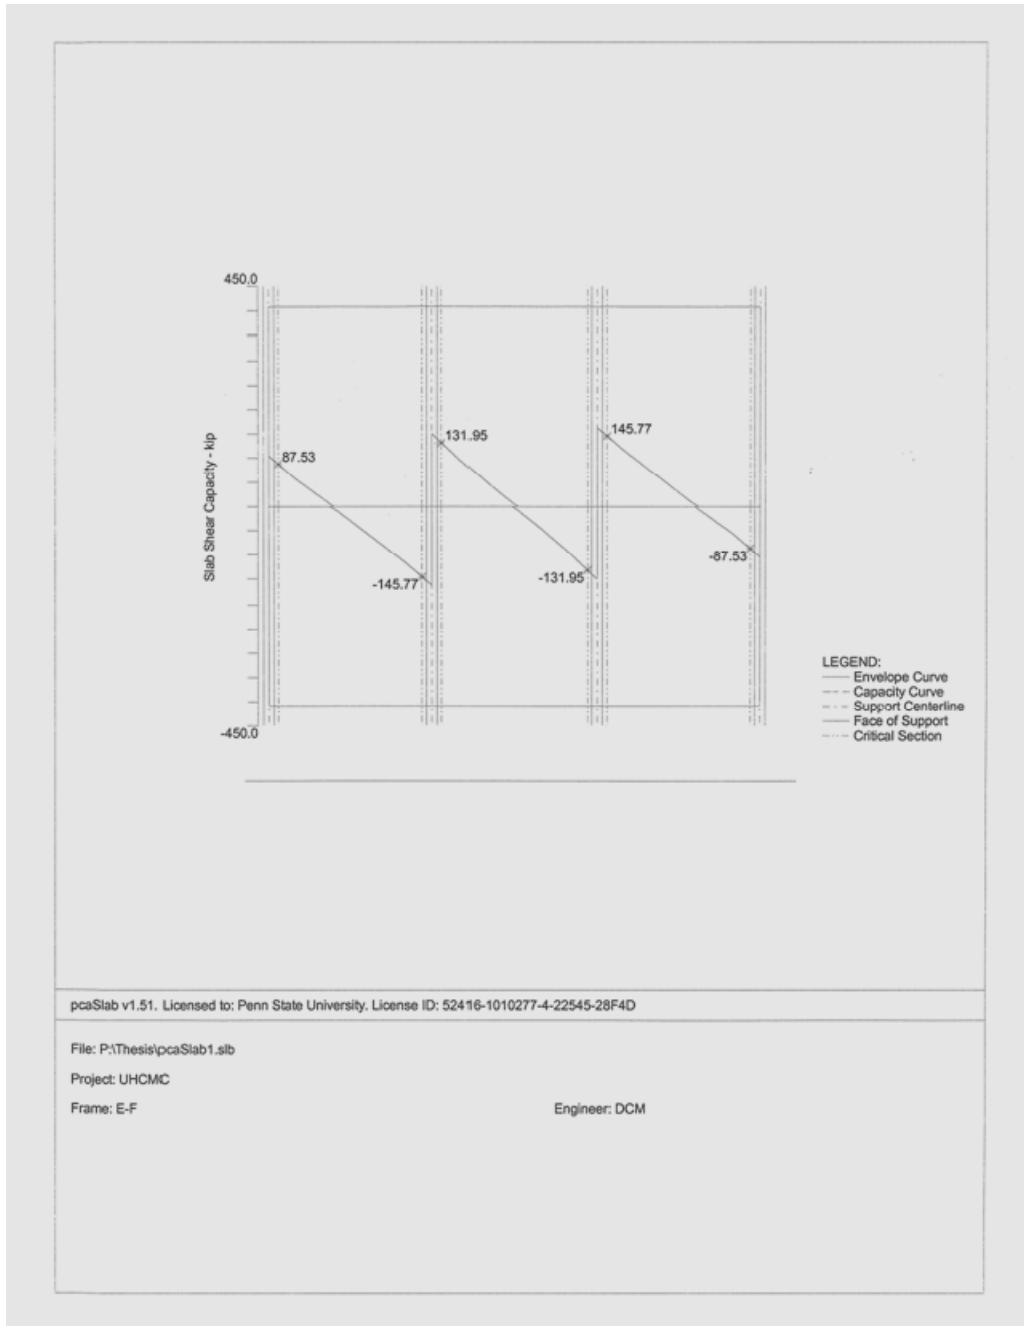 450.0
Slab Shear Capacity - kip
87.53
-145.77
131.95
-131.95
145.77
-87.53
-450.0
LEGEND:
Envelope Curve
Capacity Curve
Support Centerline
Face of Support
Critical Section
pcaSlab v1.51. Licensed to: Penn State University. License ID: 52416-1010277-4-22545-28F4D
File: P:\Thesis\pcaSlab1.slb
Project: UHCMC
Frame: E-F
Engineer: DCM